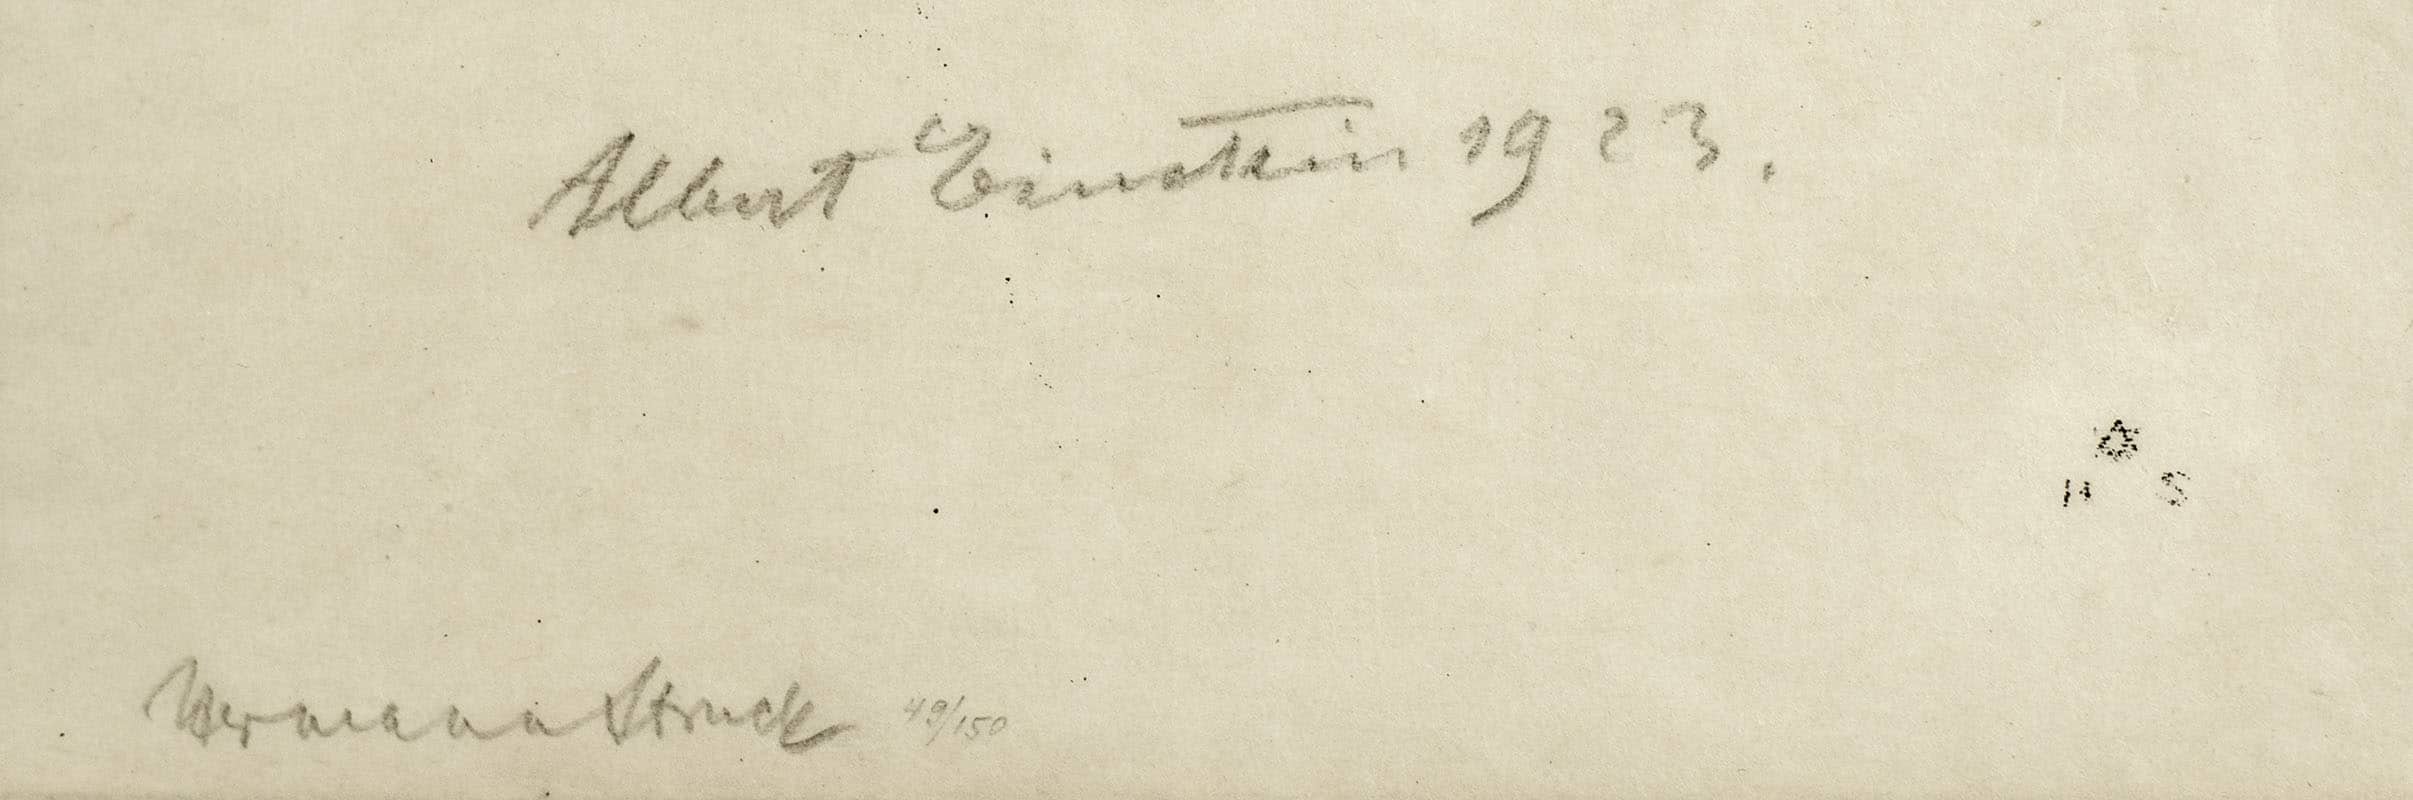 Albert Einstein 1923.
H S
Hermann Struck 49/150